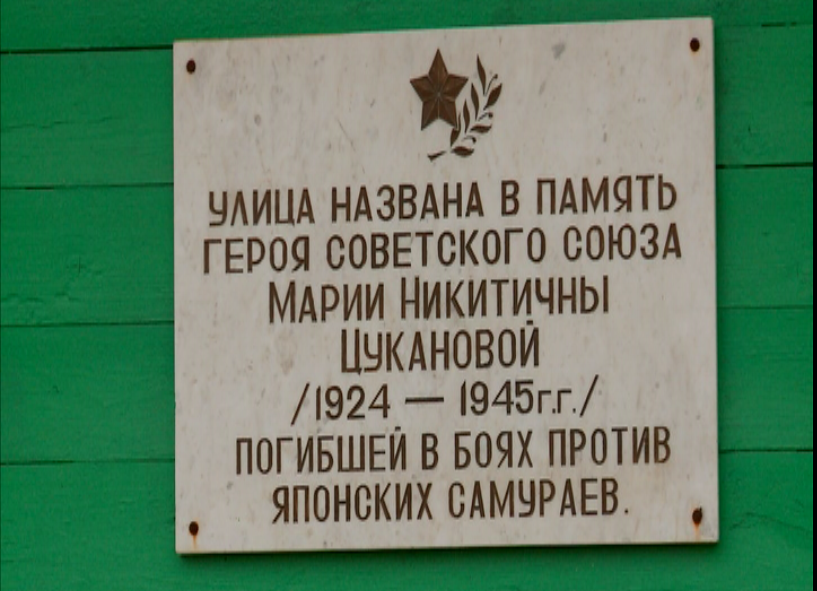 УЛИЦА НАЗВАНА В ПАМЯТЬ
ГЕРОЯ СОВЕТСКОГО СОЮЗА
МАРИИ НИКИТИЧНЫ
ЦУКАНОВОЙ
/1924 — 1945г.г./
ПОГИБШЕЙ В БОЯХ ПРОТИВ
ЯПОНСКИХ САМУРАЕВ.